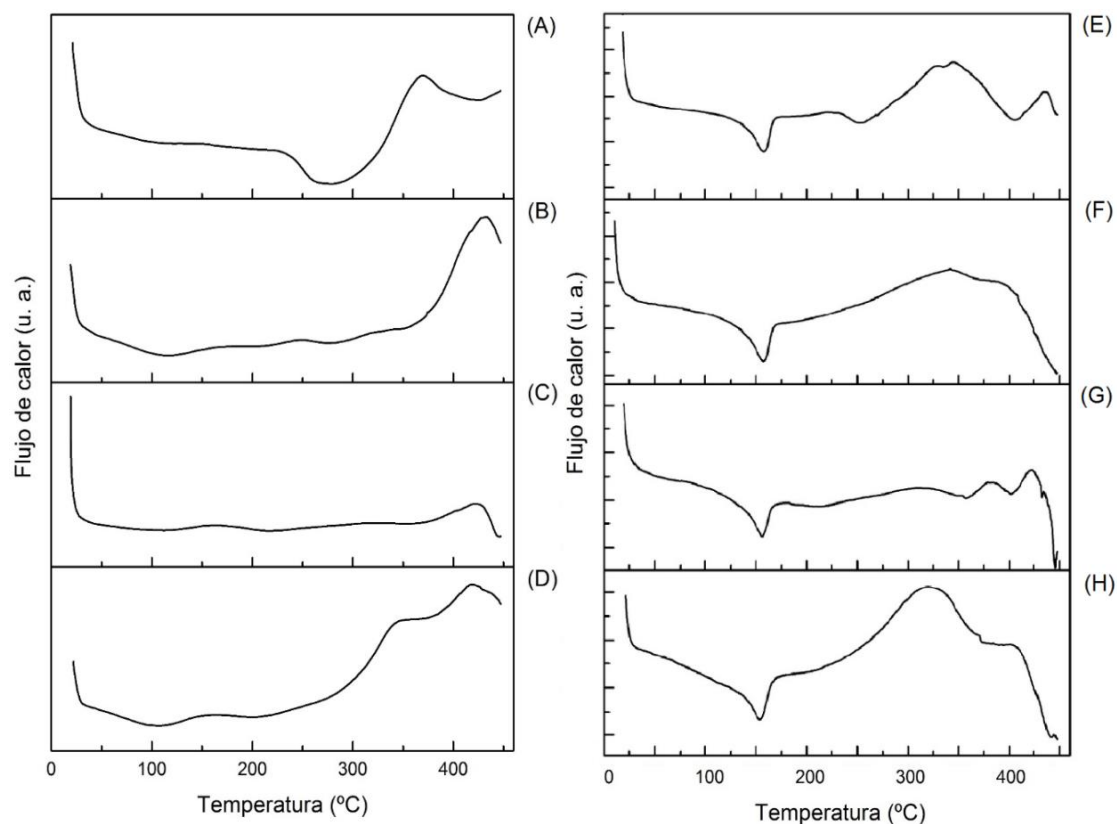 (A)
(B)
(C)
(D)
Flujo de calor (u. a.)
0 100 200 300 400
Temperatura (ºC)
(E)
(F)
(G)
(H)
Flujo de calor (u. a.)
100 200 300 400
Temperatura (ºC)